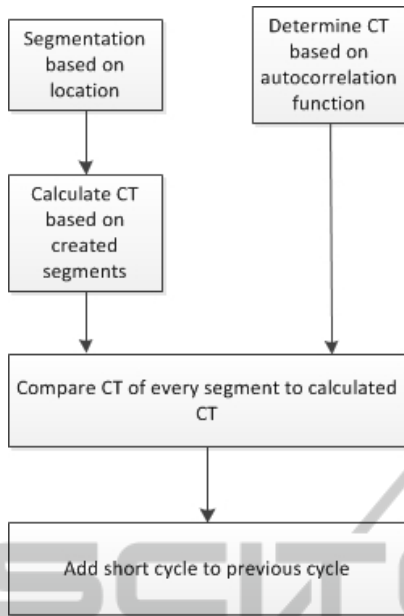 Segmentation
based on
location
Determine CT
based on
autocorrelation
function
Calculate CT
based on
created
segments
Compare CT of every segment to calculated
CT
Add short cycle to previous cycle
SCITE